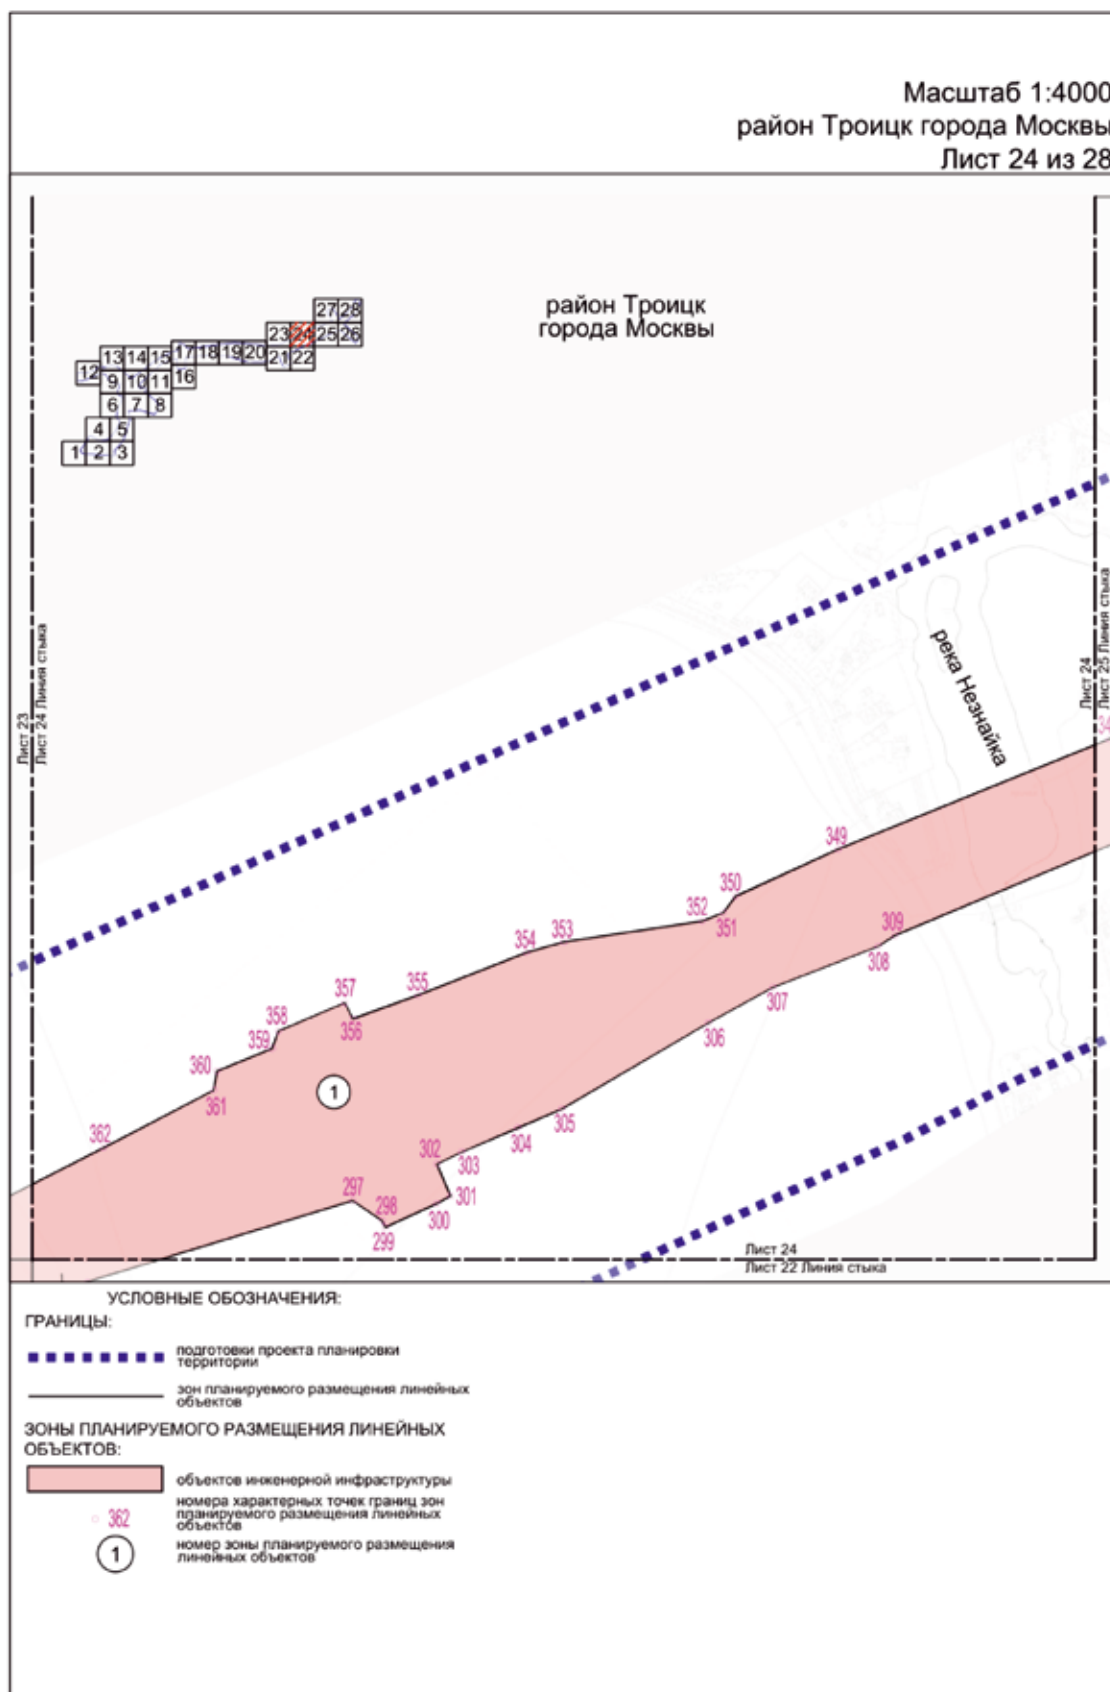 Масштаб 1:4000
район Троицк города Москвы
Лист 24 из 28
район Троицк
города Москвы
27 28
23 24 25 26
17 18 19 20 21 22
13 14 15
12 9 10 11 16
6 7 8
4 5
1 2 3
Лист 23
Лист 24 Линия стыка
Лист 24
Лист 25 Линия стыка
река Незнайка
349
350
352
351
353
354
355
357
356
358
359
360
361
362
309
308
307
306
305
304
303
302
301
300
297
298
299
1
Лист 24
Лист 22 Линия стыка
УСЛОВНЫЕ ОБОЗНАЧЕНИЯ:
ГРАНИЦЫ:
подготовки проекта планировки
территории
зон планируемого размещения линейных
объектов
ЗОНЫ ПЛАНИРУЕМОГО РАЗМЕЩЕНИЯ ЛИНЕЙНЫХ
ОБЪЕКТОВ:
объектов инженерной инфраструктуры
362
номера характерных точек границ зон
планируемого размещения линейных
объектов
1
номер зоны планируемого размещения
линейных объектов